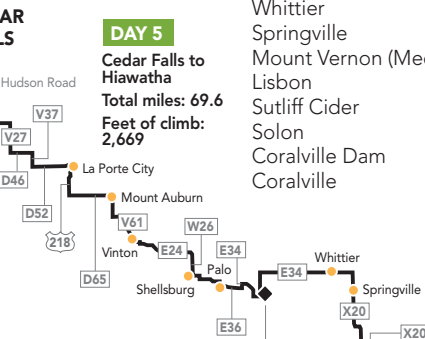 AR
LS
Hudson Road
DAY 5
Cedar Falls to
Hiawatha
Total miles: 69.6
Feet of climb:
2,669
Whittier
Springville
Mount Vernon (Me
Lisbon
Sutliff Cider
Solon
Coralville Dam
Coralville
V37
V27
D46
La Porte City
D52
Mount Auburn
218
V61
W26
Vinton
E24
E34
D65
Palo
Shellsburg
E34
Whittier
Springville
E36
X20
X20